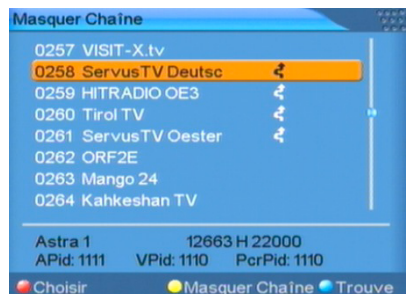 Masquer Chaîne
0257 VISIT-X.tv
0258 ServusTV Deutsc
0259 HITRADIO OE3
0260 Tirol TV
0261 ServusTV Oester
0262 ORF2E
0263 Mango 24
0264 Kahkeshan TV
Astra 1 12663 H 22000
APid: 1111 VPid: 1110 PcrPid: 1110
Choisir Masquer Chaîne Trouve